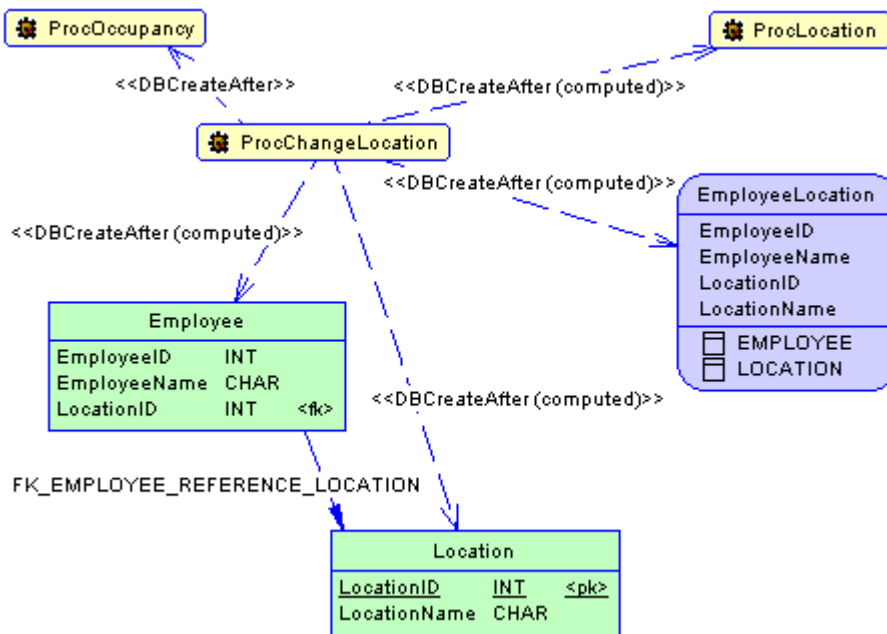 ProcOccupancy
ProcLocation
<<DBCreateAfter>>
<<DBCreateAfter (computed)>>
ProcChangeLocation
<<DBCreateAfter (computed)>>
EmployeeLocation
EmployeeID
EmployeeName
LocationID
LocationName
EMPLOYEE
LOCATION
<<DBCreateAfter (computed)>>
Employee
EmployeeID INT
EmployeeName CHAR
LocationID INT <fk>
<<DBCreateAfter (computed)>>
FK_EMPLOYEE_REFERENCE_LOCATION
Location
LocationID INT <pk>
LocationName CHAR